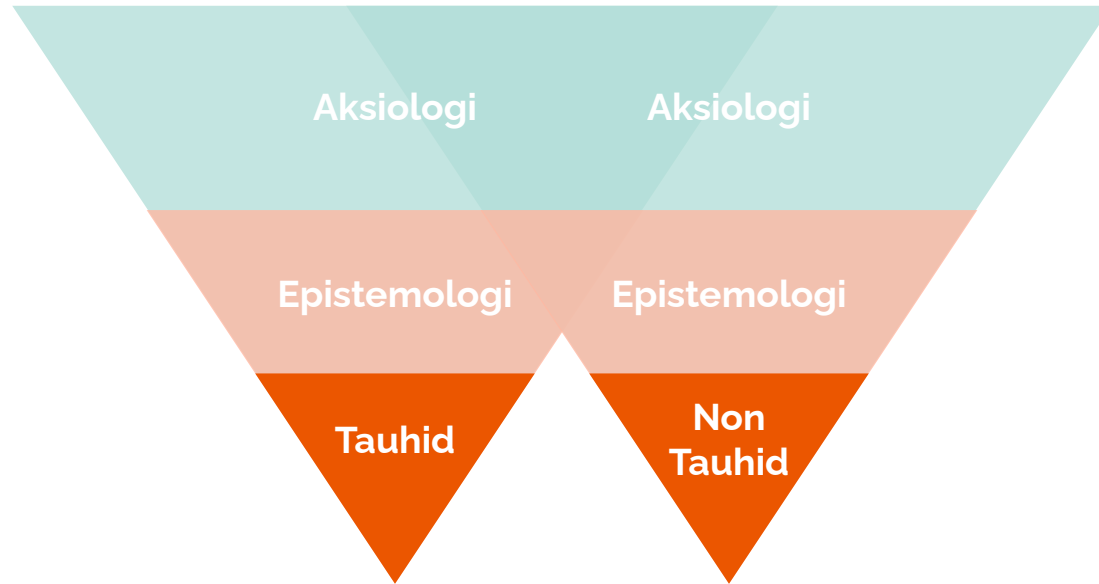 Aksiologi
Aksiologi
Epistemologi
Epistemologi
Tauhid
Non
Tauhid